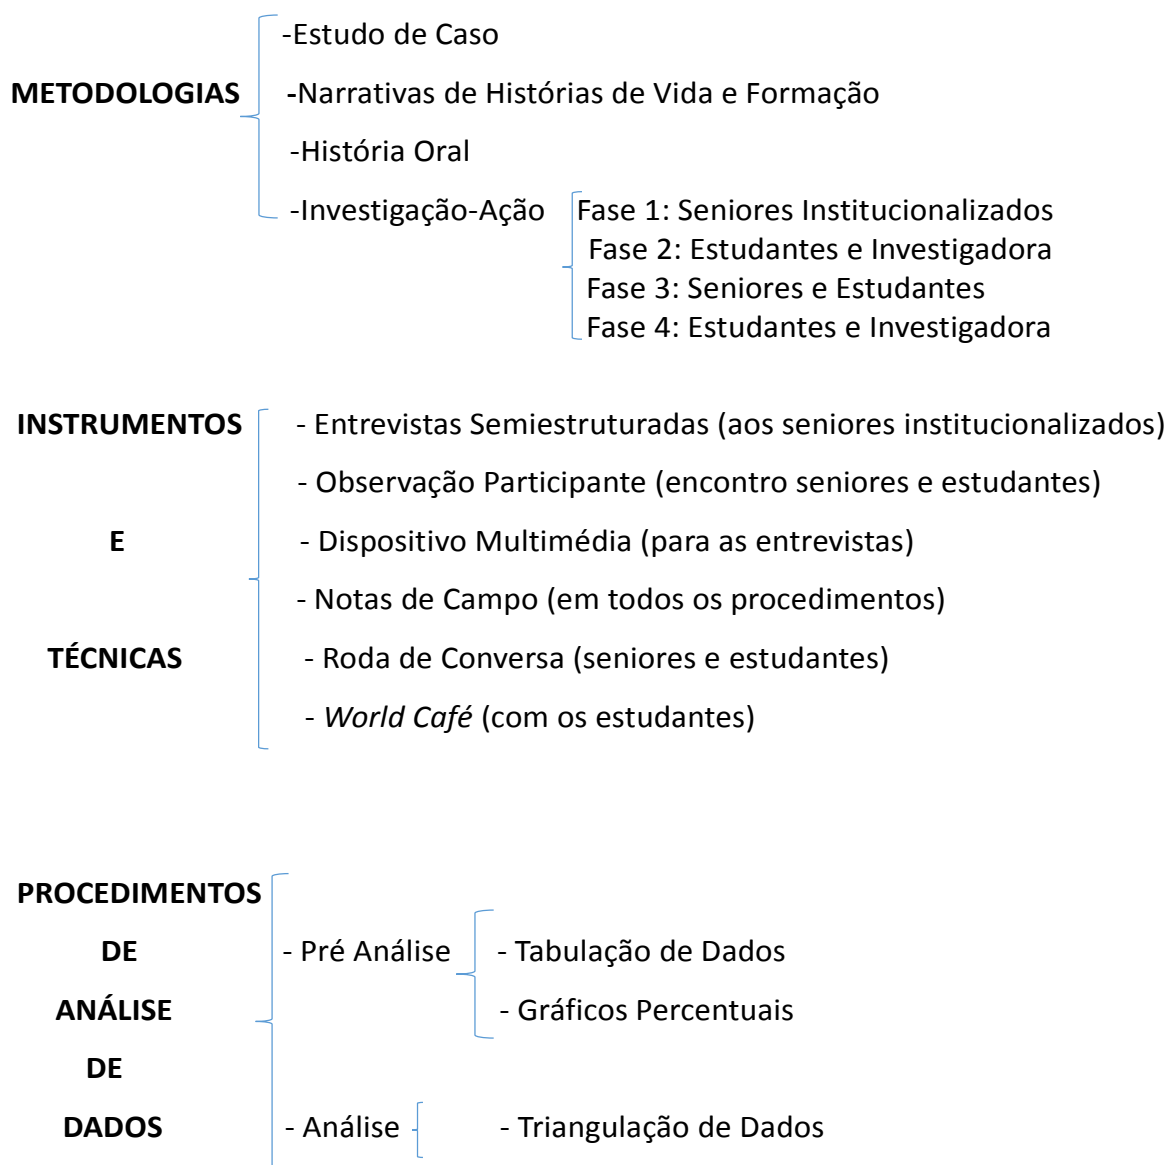 -Estudo de Caso
METODOLOGIAS -Narrativas de Histórias de Vida e Formação
-História Oral
-Investigação-Ação Fase 1: Seniores Institucionalizados
Fase 2: Estudantes e Investigadora
Fase 3: Seniores e Estudantes
Fase 4: Estudantes e Investigadora
INSTRUMENTOS - Entrevistas Semiestruturadas (aos seniores institucionalizados)
- Observação Participante (encontro seniores e estudantes)
E - Dispositivo Multimédia (para as entrevistas)
- Notas de Campo (em todos os procedimentos)
TÉCNICAS - Roda de Conversa (seniores e estudantes)
- World Café (com os estudantes)
PROCEDIMENTOS
DE - Pré Análise - Tabulação de Dados
ANÁLISE - Gráficos Percentuais
DE
DADOS - Análise - Triangulação de Dados